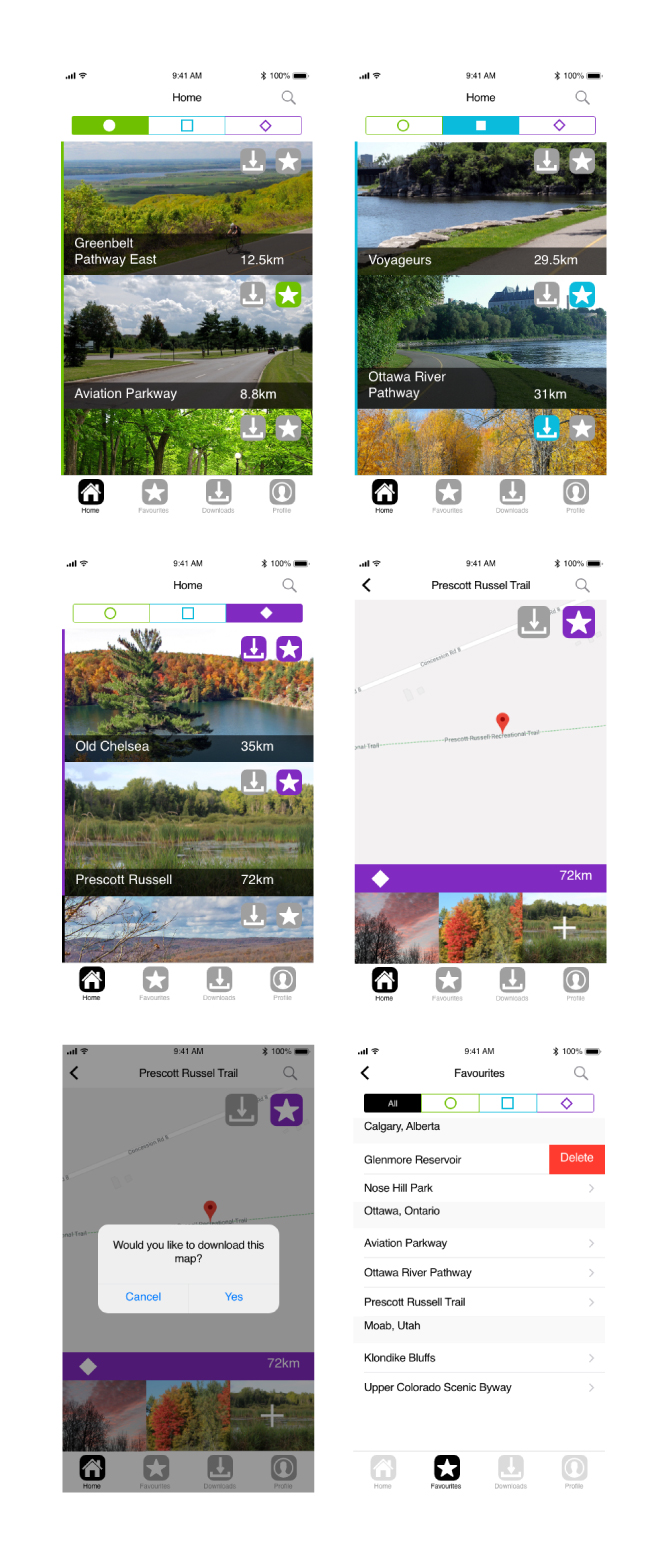 9:41 AM
100%
Home
Greenbelt
Pathway East
12.5km
Aviation Parkway
8.8km
Home
Favourites
Downloads
Profile
9:41 AM
100%
Home
Voyageurs
29.5km
Ottawa River
Pathway
31km
Home
Favourites
Downloads
Profile
9:41 AM
100%
Home
Old Chelsea
35km
Prescott Russell
72km
Home
Favourites
Downloads
Profile
9:41 AM
100%
Prescott Russel Trail
Concession Rd 8
Prescott-Russell Recreational Trail
72km
Home
Favourites
Downloads
Profile
9:41 AM
100%
Prescott Russel Trail
Concession Rd 8
Would you like to download this
map?
Cancel
Yes
72km
Home
Favourites
Downloads
Profile
9:41 AM
100%
Favourites
All
Calgary, Alberta
Glenmore Reservoir
Delete
Nose Hill Park
Ottawa, Ontario
Aviation Parkway
Ottawa River Pathway
Prescott Russell Trail
Moab, Utah
Klondike Bluffs
Upper Colorado Scenic Byway
Home
Favourites
Downloads
Profile